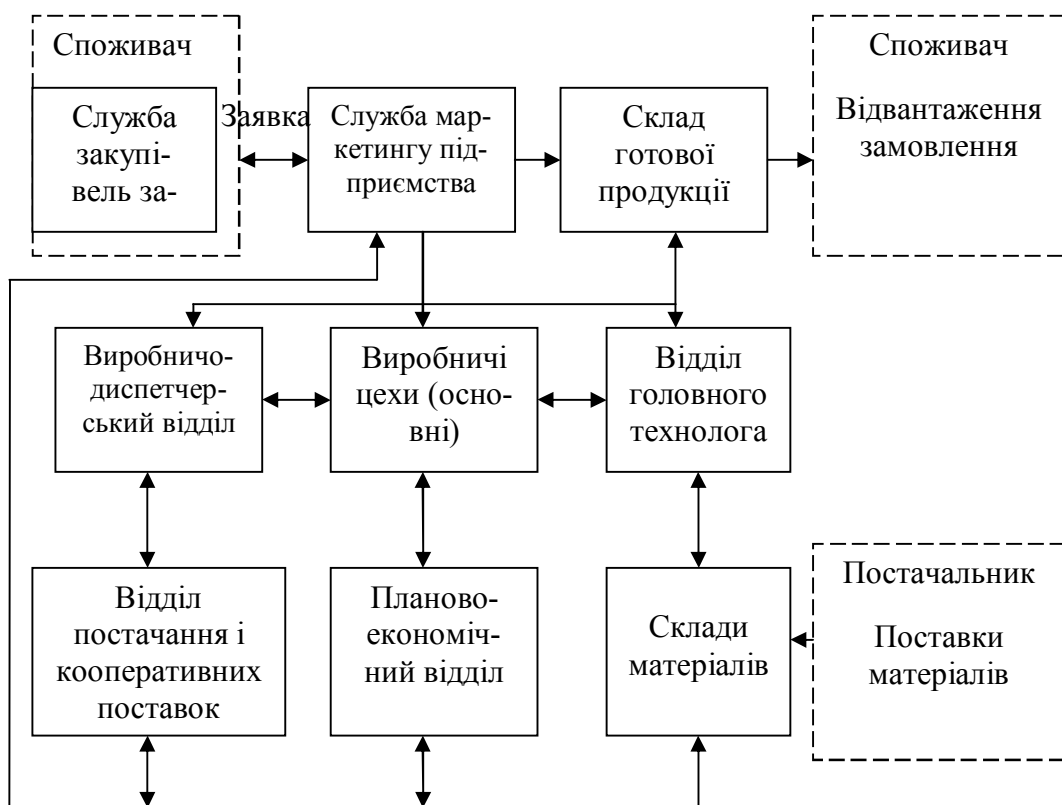 Споживач
Служба
закупі-
вель за-
Заявка
Служба мар-
кетингу під-
приємства
Склад
готової
продукції
Споживач
Відвантаження
замовлення
Виробничо-
диспетчер-
ський відділ
Виробничі
цехи (осно-
вні)
Відділ
головного
технолога
Відділ
постачання і
кооперативних
поставок
Планово-
економіч-
ний відділ
Склади
матеріалів
Постачальник
Поставки
матеріалів